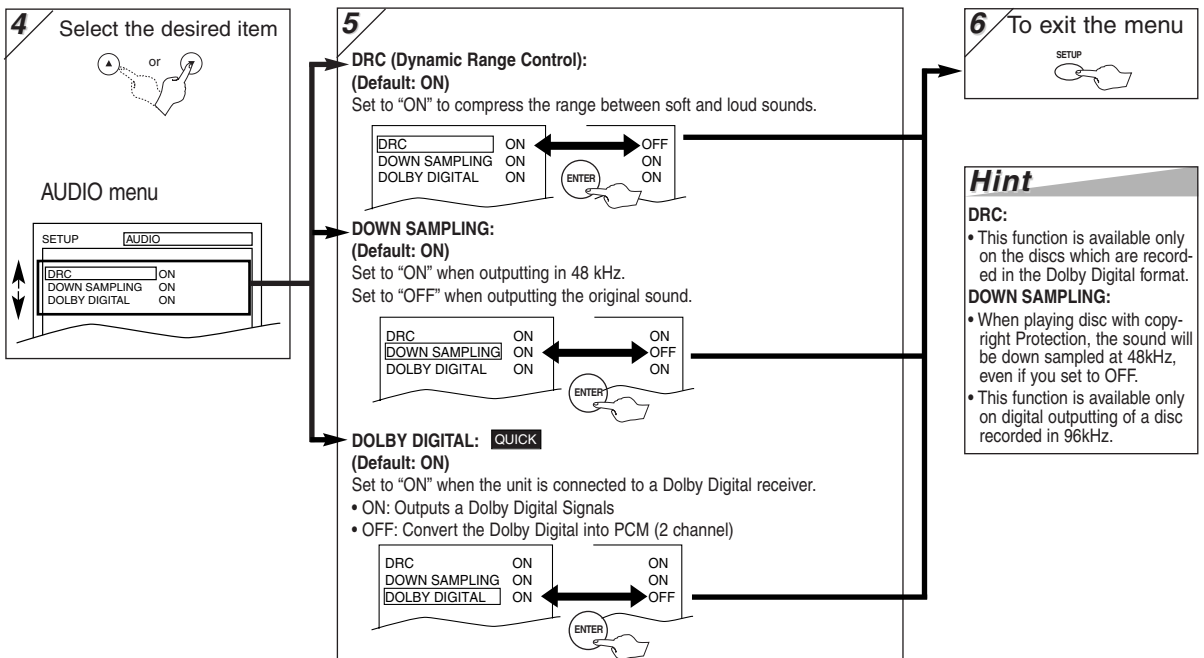 4 Select the desired item
or
AUDIO menu
SETUP AUDIO
DRC ON
DOWN SAMPLING ON
DOLBY DIGITAL ON
5
DRC (Dynamic Range Control):
(Default: ON)
Set to “ON” to compress the range between soft and loud sounds.
DRC ON OFF
DOWN SAMPLING ON ON
DOLBY DIGITAL ON ON
ENTER
DOWN SAMPLING:
(Default: ON)
Set to “ON” when outputting in 48 kHz.
Set to “OFF” when outputting the original sound.
DRC ON ON
DOWN SAMPLING ON OFF
DOLBY DIGITAL ON ON
ENTER
DOLBY DIGITAL: QUICK
(Default: ON)
Set to “ON” when the unit is connected to a Dolby Digital receiver.
• ON: Outputs a Dolby Digital Signals
• OFF: Convert the Dolby Digital into PCM (2 channel)
DRC ON ON
DOWN SAMPLING ON ON
DOLBY DIGITAL ON OFF
ENTER
6 To exit the menu
SETUP
Hint
DRC:
• This function is available only
on the discs which are record-
ed in the Dolby Digital format.
DOWN SAMPLING:
• When playing disc with copy-
right Protection, the sound will
be down sampled at 48kHz,
even if you set to OFF.
• This function is available only
on digital outputting of a disc
recorded in 96kHz.